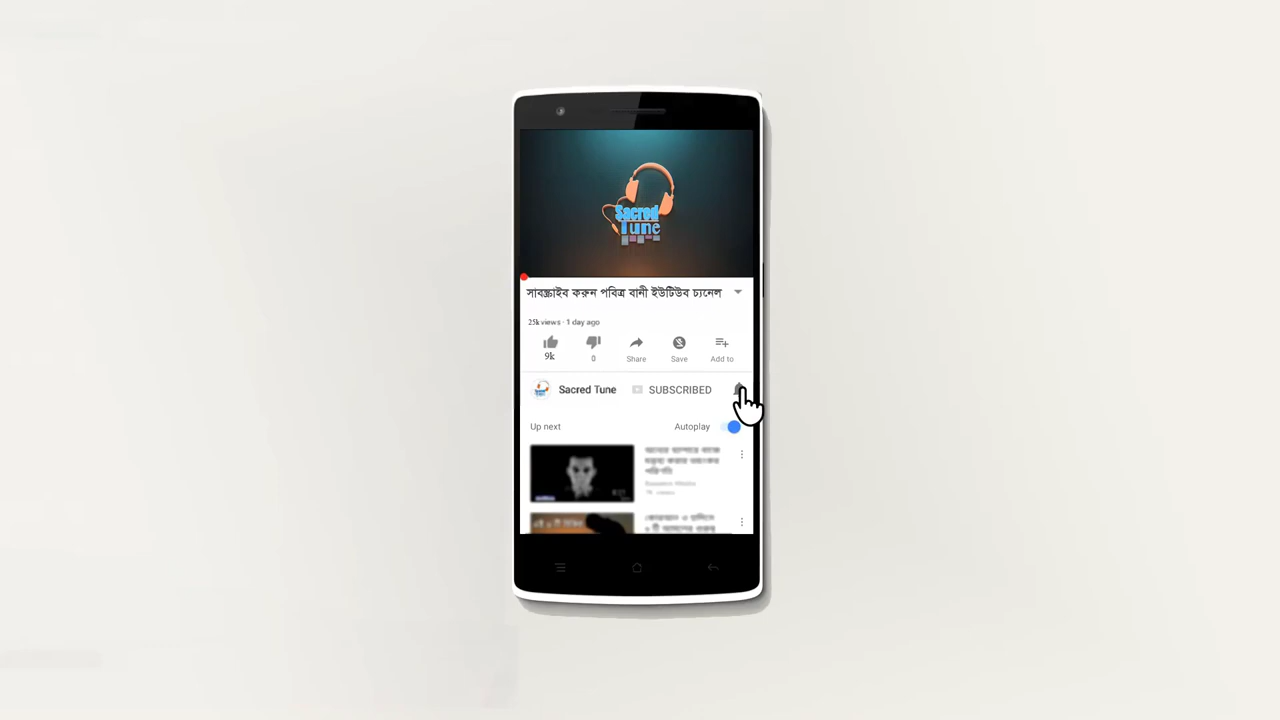 Sacred
Tune
সাবস্ক্রাইব করুন পবিত্র বানী ইউটিউব চ্যনেল
25k views · 1 day ago
9k
0
Share
Save
Add to
Sacred Tune
SUBSCRIBED
Up next
Autoplay